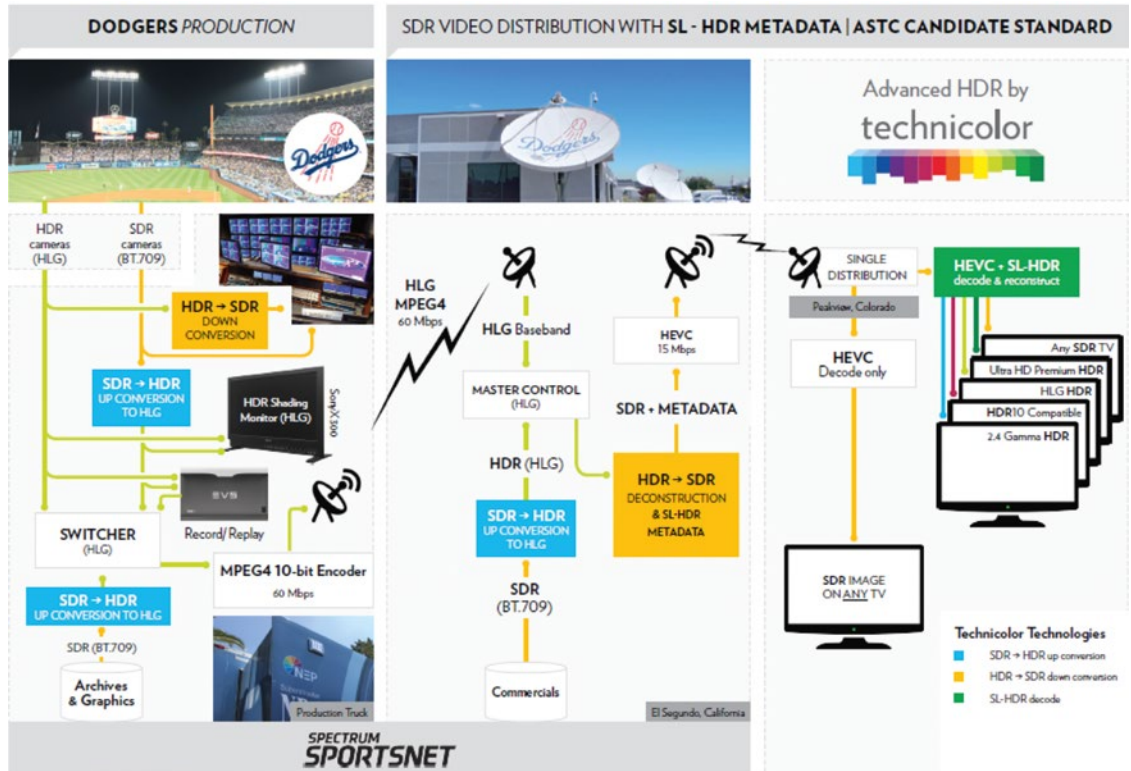 DODGERS PRODUCTION
SDR VIDEO DISTRIBUTION WITH SL - HDR METADATA | ASTC CANDIDATE STANDARD
Dodgers
Dodgers
Advanced HDR by
technicolor
HDR
cameras
(HLG)
SDR
cameras
(BT.709)
HDR → SDR
DOWN
CONVERSION
SDR → HDR
UP CONVERSION
TO HLG
HDR Shading
Monitor (HLG)
Sony X300
EVS
Record/Replay
SWITCHER
(HLG)
MPEG4 10-bit Encoder
60 Mbps
SDR → HDR
UP CONVERSION TO HLG
SDR (BT.709)
Archives
& Graphics
NEP
Production Truck
HLG
MPEG4
60 Mbps
HLG Baseband
MASTER CONTROL
(HLG)
HDR (HLG)
SDR → HDR
UP CONVERSION
TO HLG
SDR
(BT.709)
Commercials
HEVC
15 Mbps
SDR + METADATA
HDR → SDR
DECONSTRUCTION
& SL-HDR
METADATA
El Segundo, California
SINGLE
DISTRIBUTION
Peakview, Colorado
HEVC
Decode only
HEVC + SL-HDR
decode & reconstruct
Any SDR TV
Ultra HD Premium HDR
HLG HDR
HDR10 Compatible
2.4 Gamma HDR
SDR IMAGE
ON ANY TV
Technicolor Technologies
SDR → HDR up conversion
HDR → SDR down conversion
SL-HDR decode
SPECTRUM
SPORTSNET